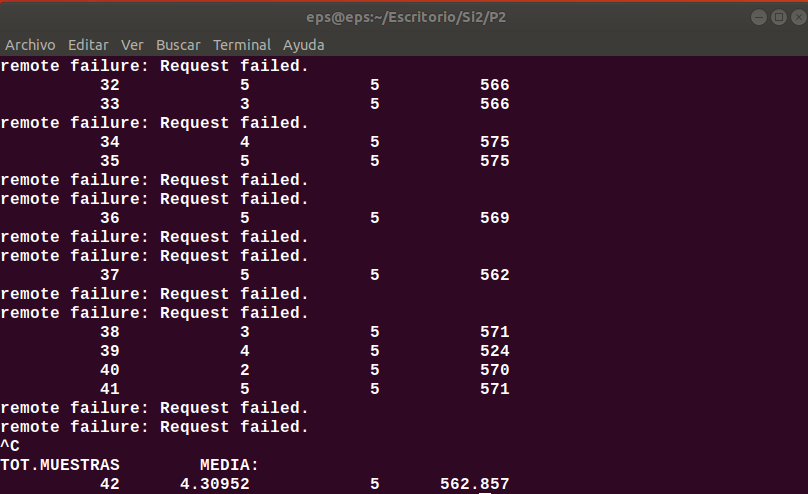 eps@eps:~/Escritorio/Si2/P2
Archivo Editar Ver Buscar Terminal Ayuda
remote failure: Request failed.
32 5 5 566
33 3 5 566
remote failure: Request failed.
34 4 5 575
35 5 5 575
remote failure: Request failed.
remote failure: Request failed.
36 5 5 569
remote failure: Request failed.
remote failure: Request failed.
37 5 5 562
remote failure: Request failed.
remote failure: Request failed.
38 3 5 571
39 4 5 524
40 2 5 570
41 5 5 571
remote failure: Request failed.
remote failure: Request failed.
^C
TOT.MUESTRAS MEDIA:
42 4.30952 5 562.857